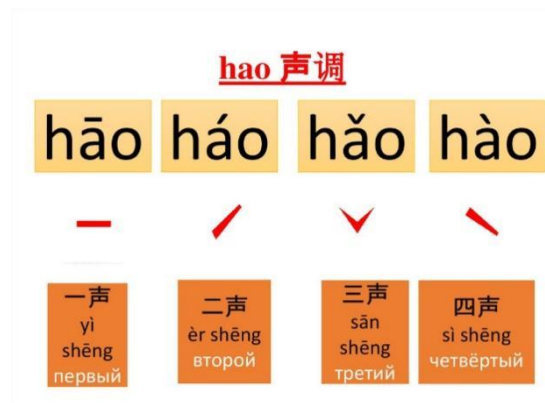 hao 声调
hāo háo hǎo hào
一声
yì
shēng
первый
二声
èr shēng
второй
三声
sān
shēng
третий
四声
sì shēng
четвёртый